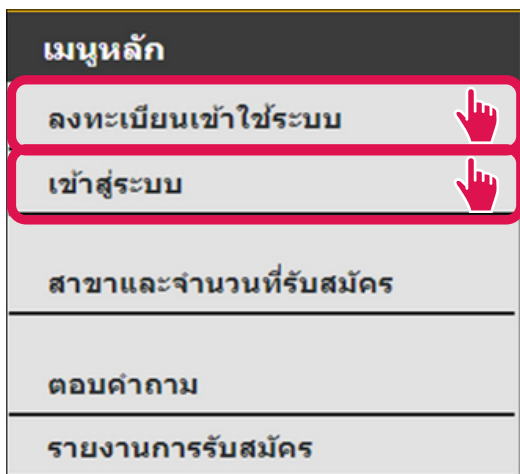 เมนูหลัก
ลงทะเบียนเข้าใช้ระบบ
เข้าสู่ระบบ
สาขาและจำนวนที่รับสมัคร
ตอบคำถาม
รายงานการรับสมัคร